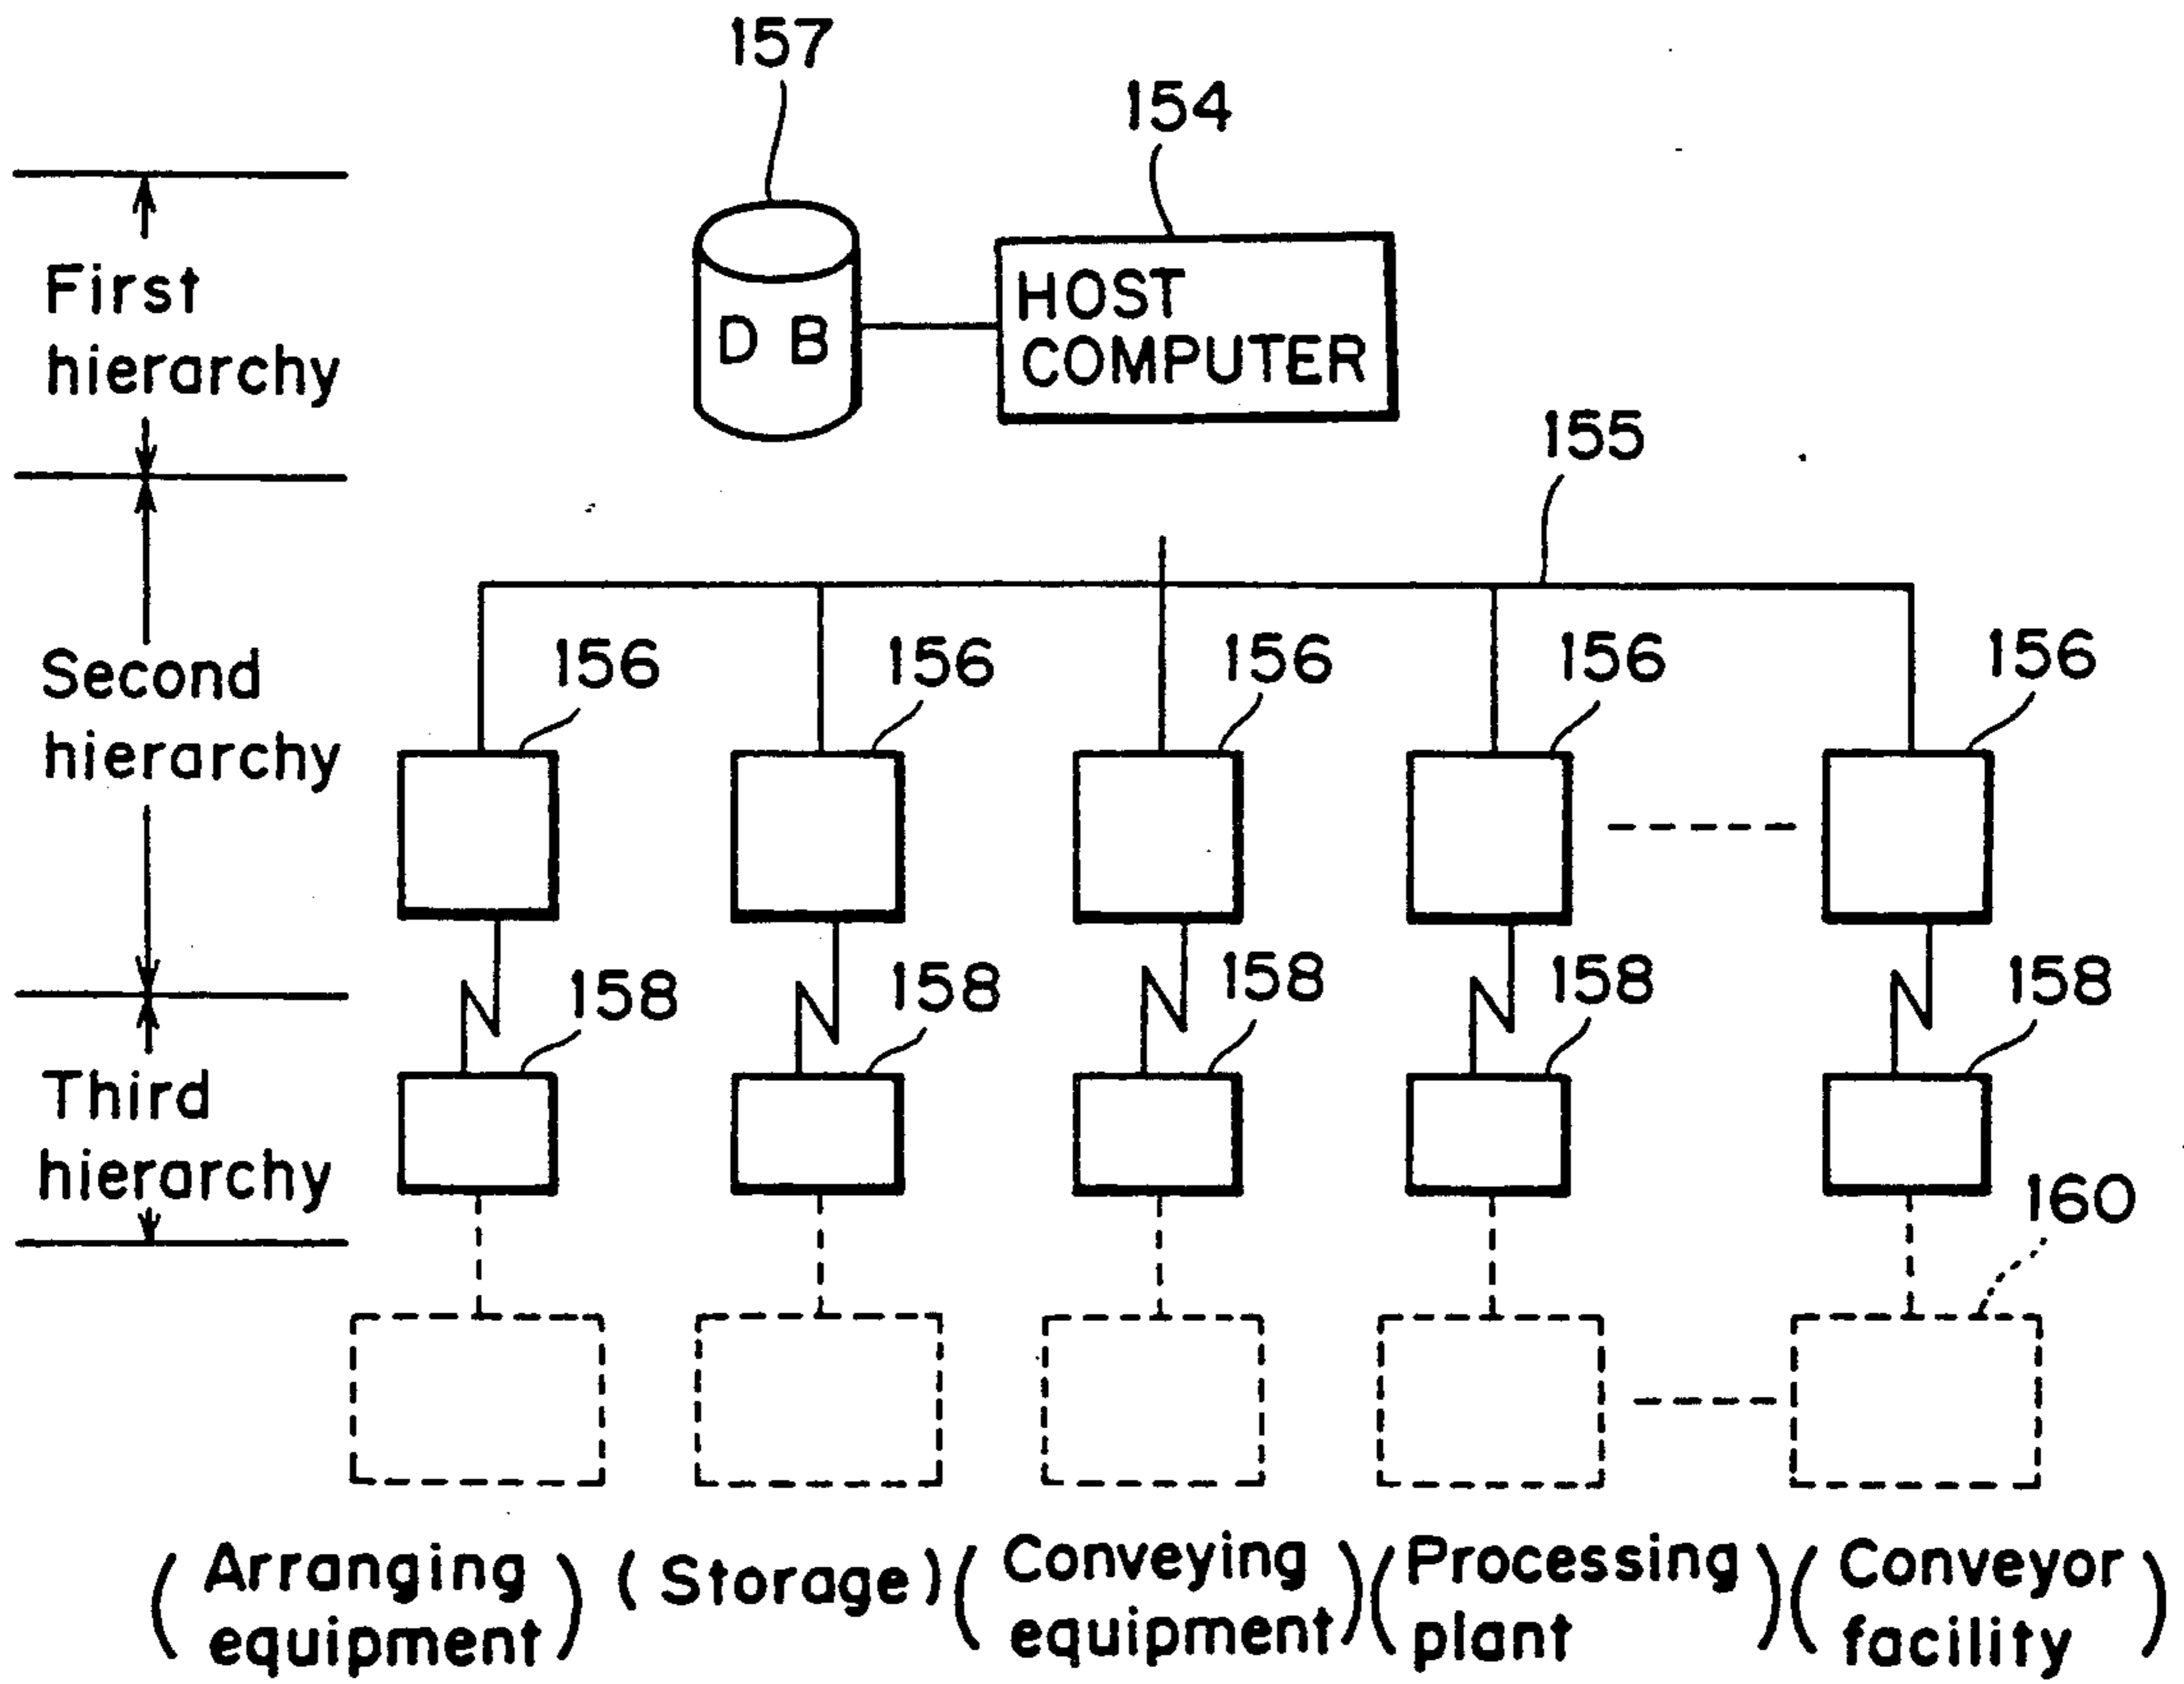 157
154
First
hierarchy
D B
HOST
COMPUTER
155
Second
hierarchy
156
156
156
156
156
158
158
158
158
158
Third
hierarchy
160
( Arranging
equipment )
( Storage )
( Conveying
equipment )
( Processing
plant )
( Conveyor
facility )